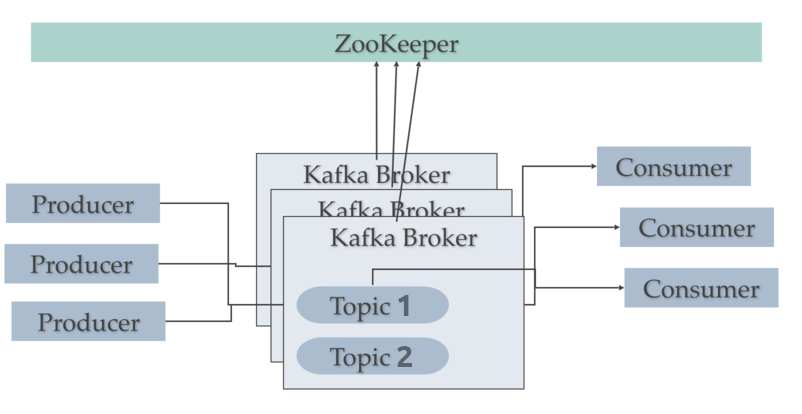 ZooKeeper
Kafka Broker
Consumer
Producer
Kafka Broker
Consumer
Kafka Broker
Producer
Consumer
Topic 1
Producer
Topic 2